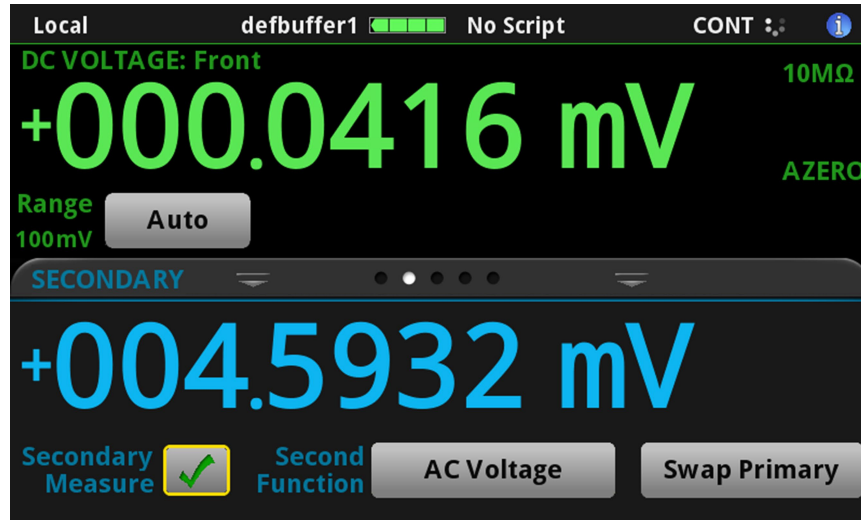 Local defbuffer1 No Script CONT
DC VOLTAGE: Front
10MΩ
+000.0416 mV
AZERO
Range
100mV
Auto
SECONDARY
+004.5932 mV
Secondary
Measure
Second
Function
AC Voltage
Swap Primary